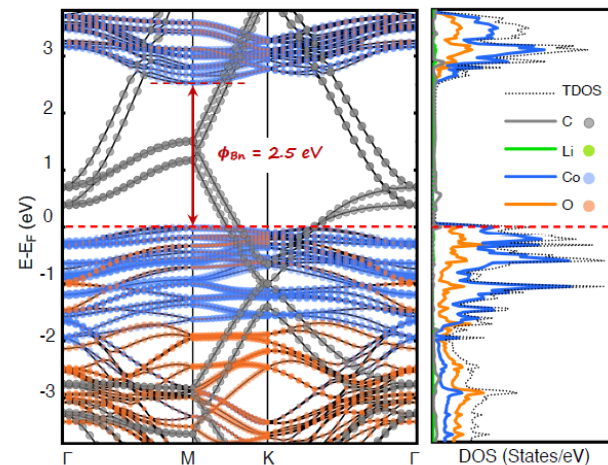 3
2
1
0
-1
-2
-3
E-E_F (eV)
ϕ_Bn = 2.5 eV
Γ M K Γ
TDOS
C
Li
Co
O
DOS (States/eV)